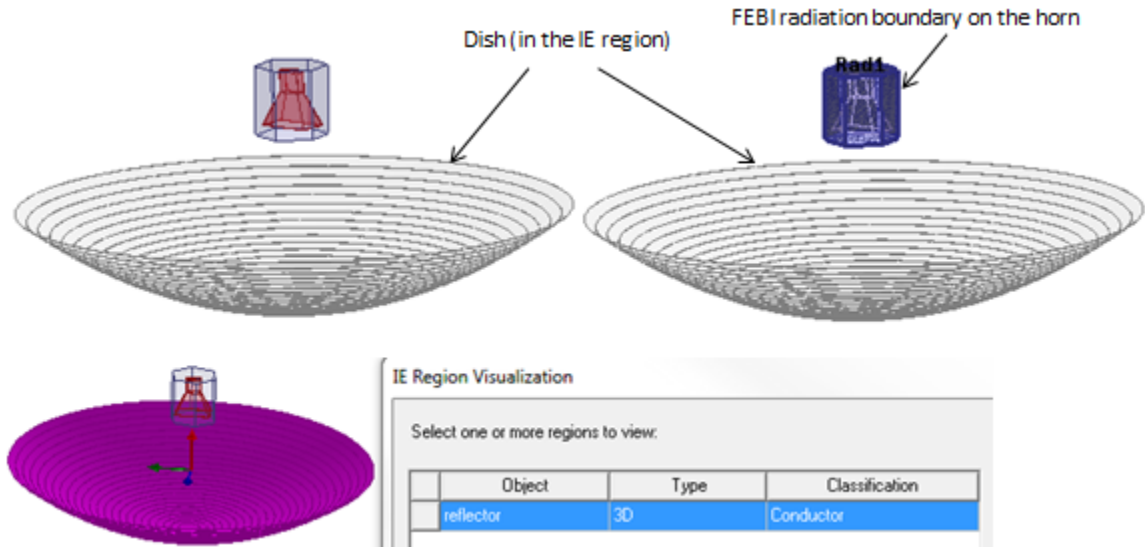 FEBI radiation boundary on the horn
Dish (in the IE region)
Rad1
IE Region Visualization
Select one or more regions to view:
Object Type Classification
reflector 3D Conductor